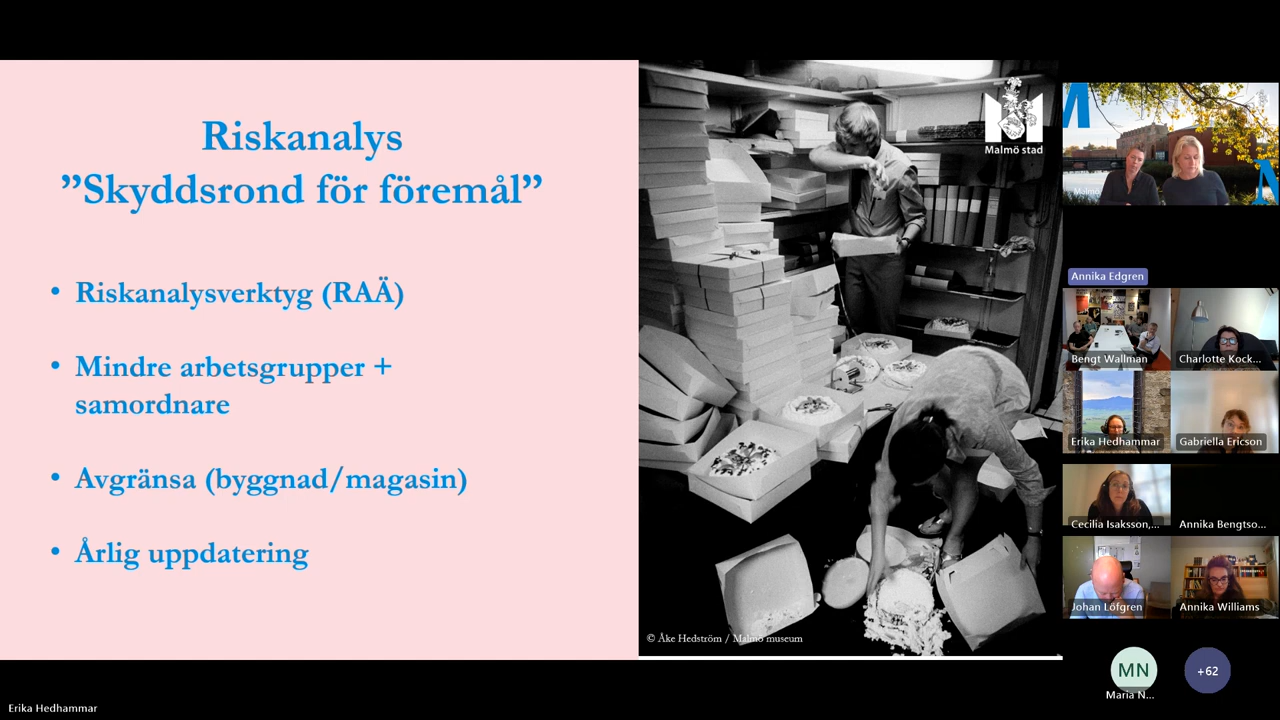 Riskanalys
”Skyddsrond för föremål”
• Riskanalysverktyg (RAÄ)
• Mindre arbetsgrupper +
samordnare
• Avgränsa (byggnad/magasin)
• Årlig uppdatering
Malmö stad
© Åke Hedström / Malmö museum
Malmö
Annika Edgren
Bengt Wallman
Charlotte Kock...
Erika Hedhammar
Gabriella Ericson
Cecilia Isaksson,...
Annika Bengtso...
Johan Löfgren
Annika Williams
MN
Maria N...
+62
Erika Hedhammar